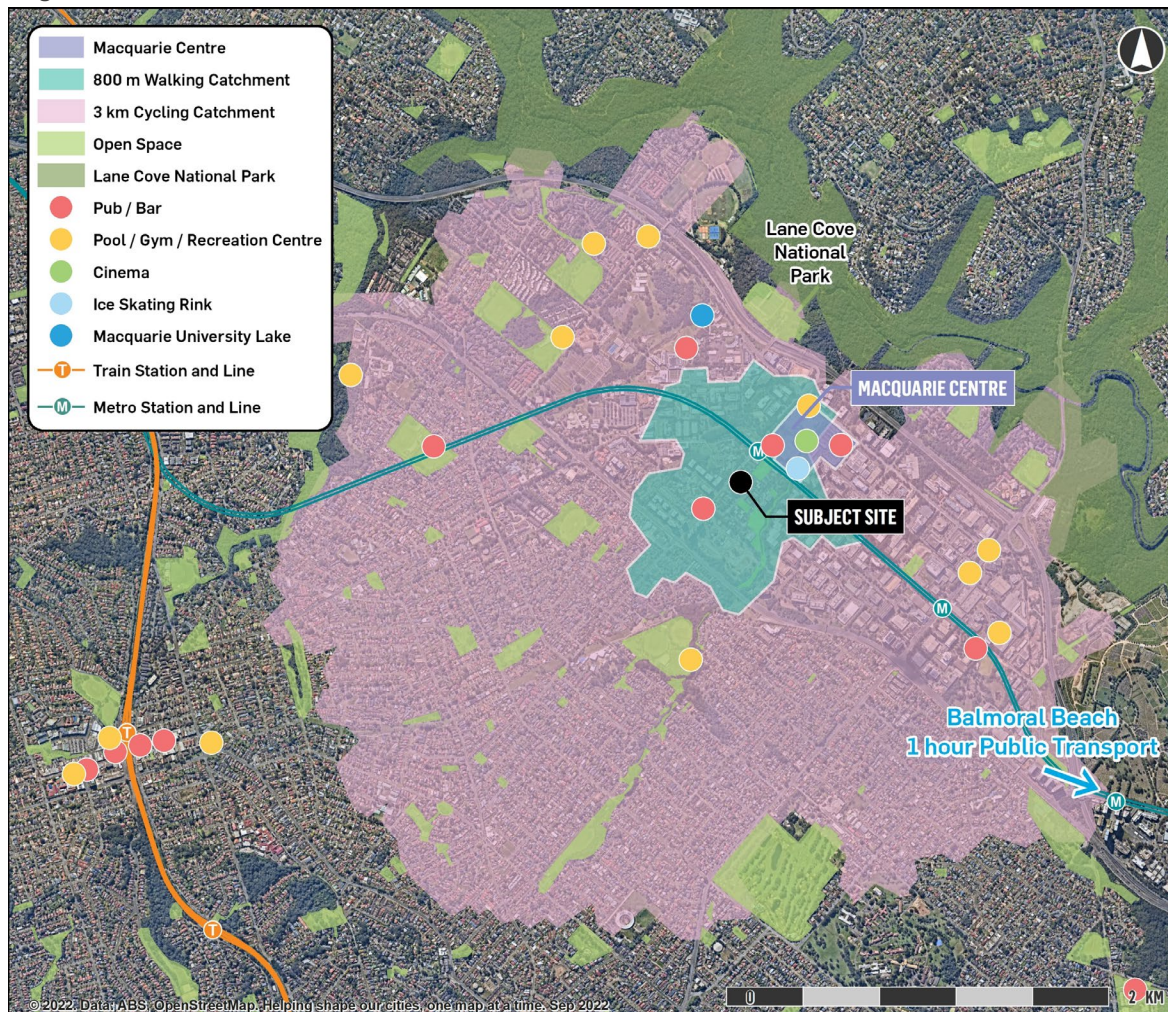 Macquarie Centre
800 m Walking Catchment
3 km Cycling Catchment
Open Space
Lane Cove National Park
Pub / Bar
Pool / Gym / Recreation Centre
Cinema
Ice Skating Rink
Macquarie University Lake
T Train Station and Line
M Metro Station and Line
Lane Cove
National
Park
MACQUARIE CENTRE
M
SUBJECT SITE
M
T
Balmoral Beach
1 hour Public Transport
M
T
© 2022. Data: ABS, OpenStreetMap. Helping shape our cities, one map at a time. Sep 2022
0 2 KM